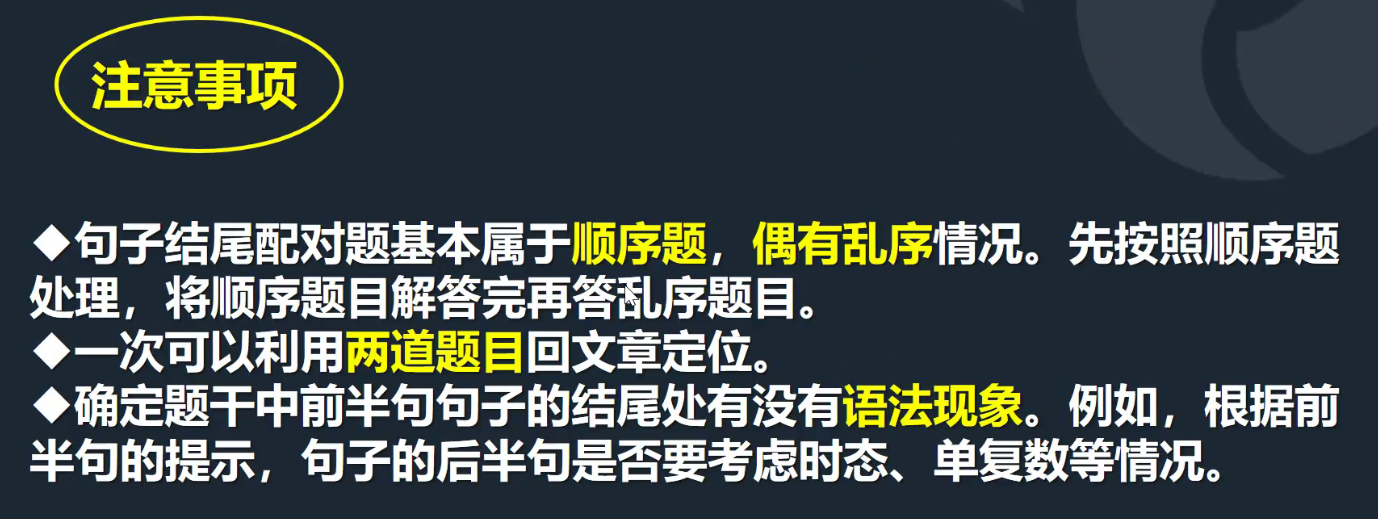 注意事项
◆句子结尾配对题基本属于顺序题，偶有乱序情况。先按照顺序题
处理，将顺序题目解答完再答乱序题目。
◆一次可以利用两道题目回文章定位。
◆确定题干中前半句句子的结尾处有没有语法现象。例如，根据前
半句的提示，句子的后半句是否要考虑时态、单复数等情况。